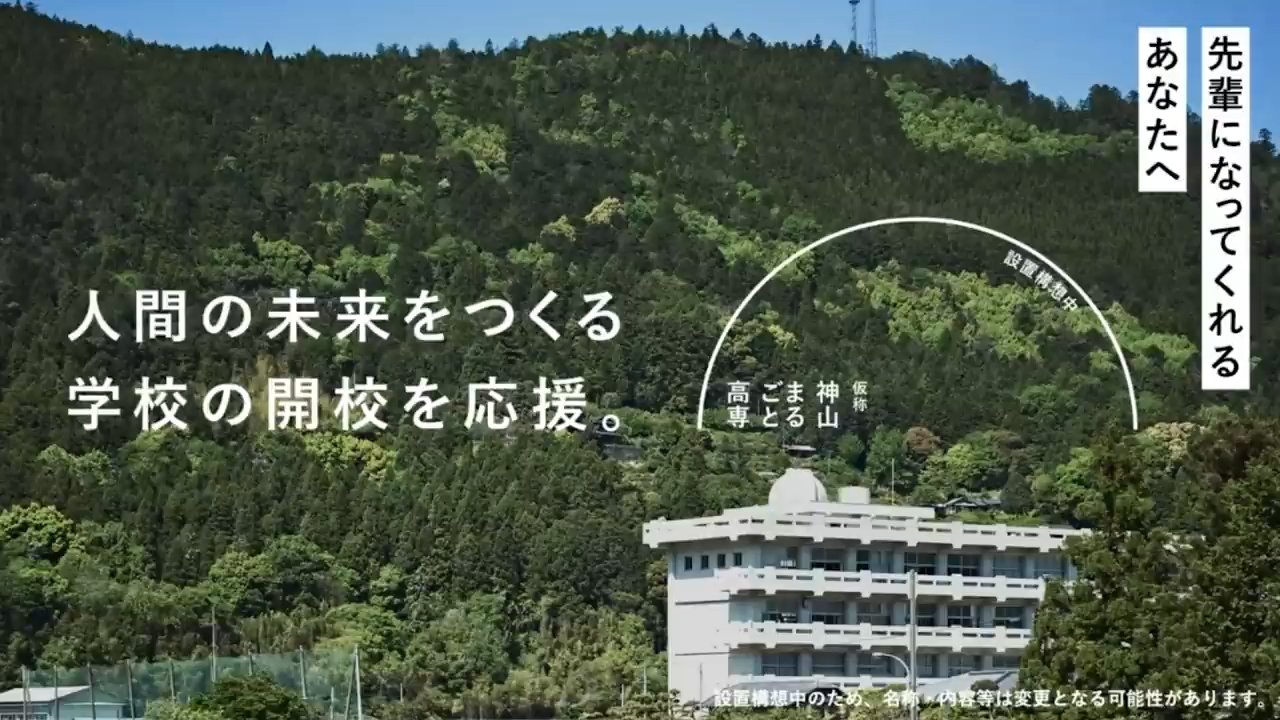 先輩になってくれる
あなたへ
人間の未来をつくる
学校の開校を応援。
設置構想中
仮称
神山
まるごと
高専
設置構想中のため、名称・内容等は変更となる可能性があります。